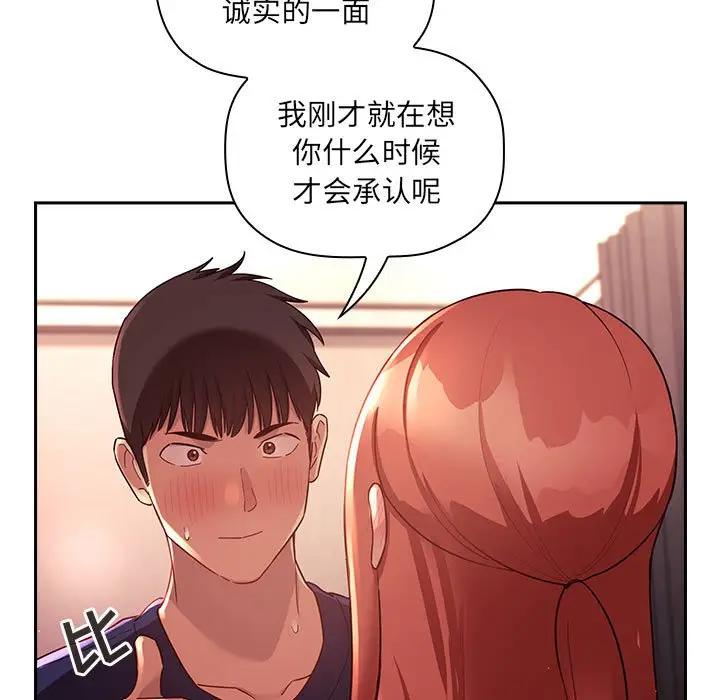 诚实的一面
我刚才就在想
你什么时候
才会承认呢
比